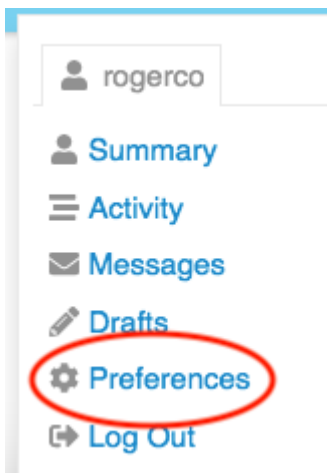 rogerco
Summary
Activity
Messages
Drafts
Preferences
Log Out